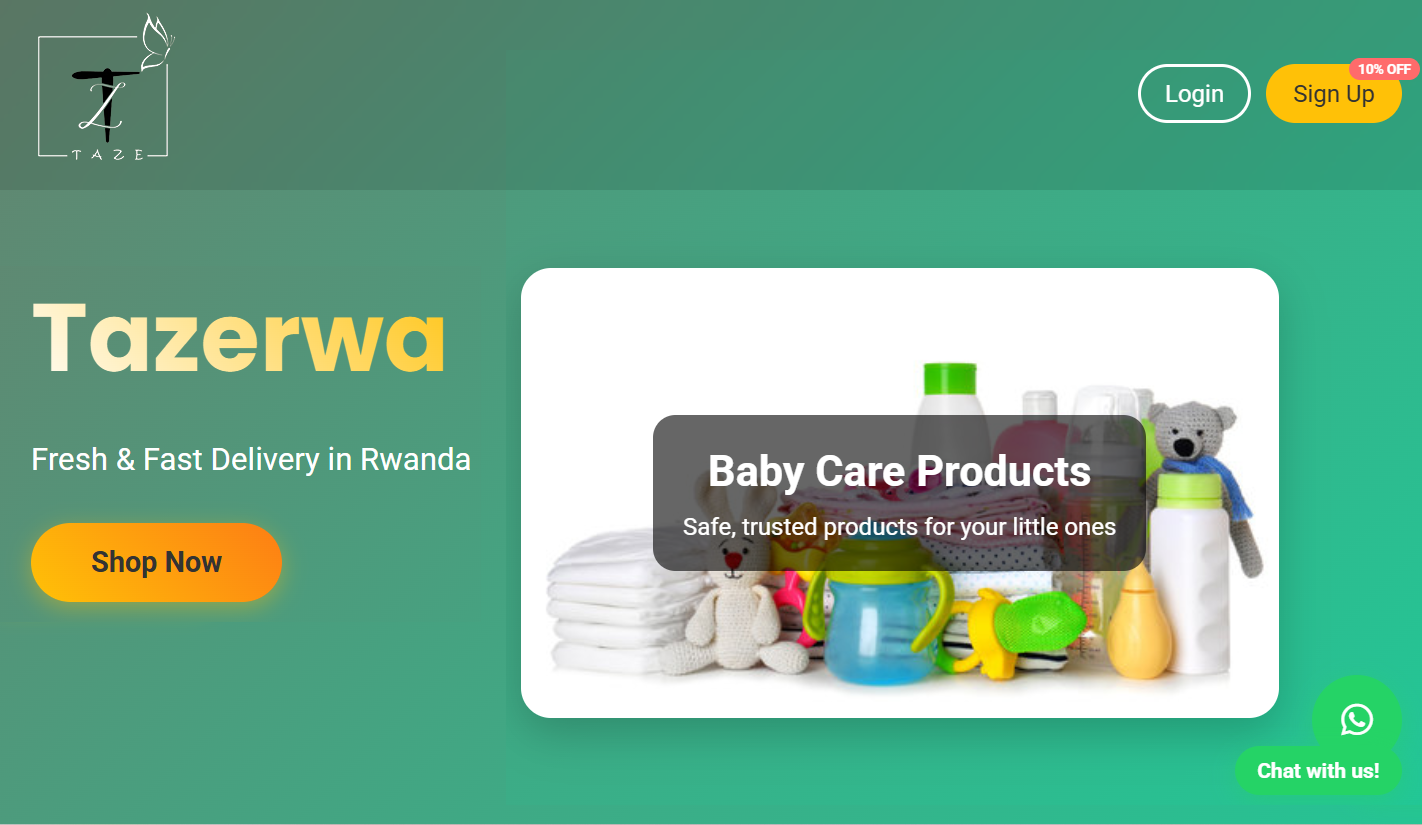 TZ
TAZE
Login
Sign Up
10% OFF
Tazerwa
Fresh & Fast Delivery in Rwanda
Shop Now
Baby Care Products
Safe, trusted products for your little ones
Chat with us!